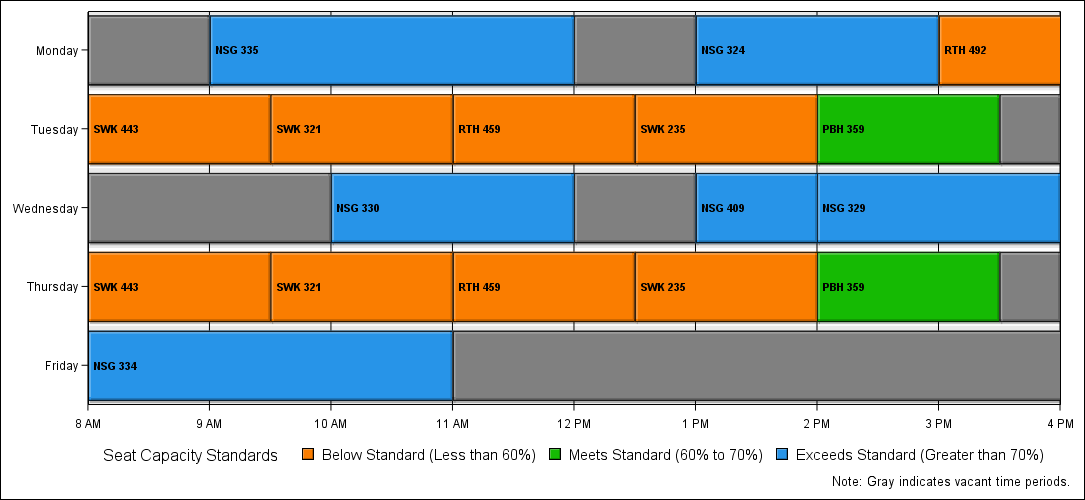 Monday
NSG 335
NSG 324
RTH 492
Tuesday
SWK 443
SWK 321
RTH 459
SWK 235
PBH 359
Wednesday
NSG 330
NSG 409
NSG 329
Thursday
SWK 443
SWK 321
RTH 459
SWK 235
PBH 359
Friday
NSG 334
8 AM
9 AM
10 AM
11 AM
12 PM
1 PM
2 PM
3 PM
4 PM
Seat Capacity Standards
Below Standard (Less than 60%)
Meets Standard (60% to 70%)
Exceeds Standard (Greater than 70%)
Note: Gray indicates vacant time periods.